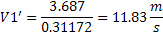 V1′ = 3.687 / 0.31172 = 11.83 m/s